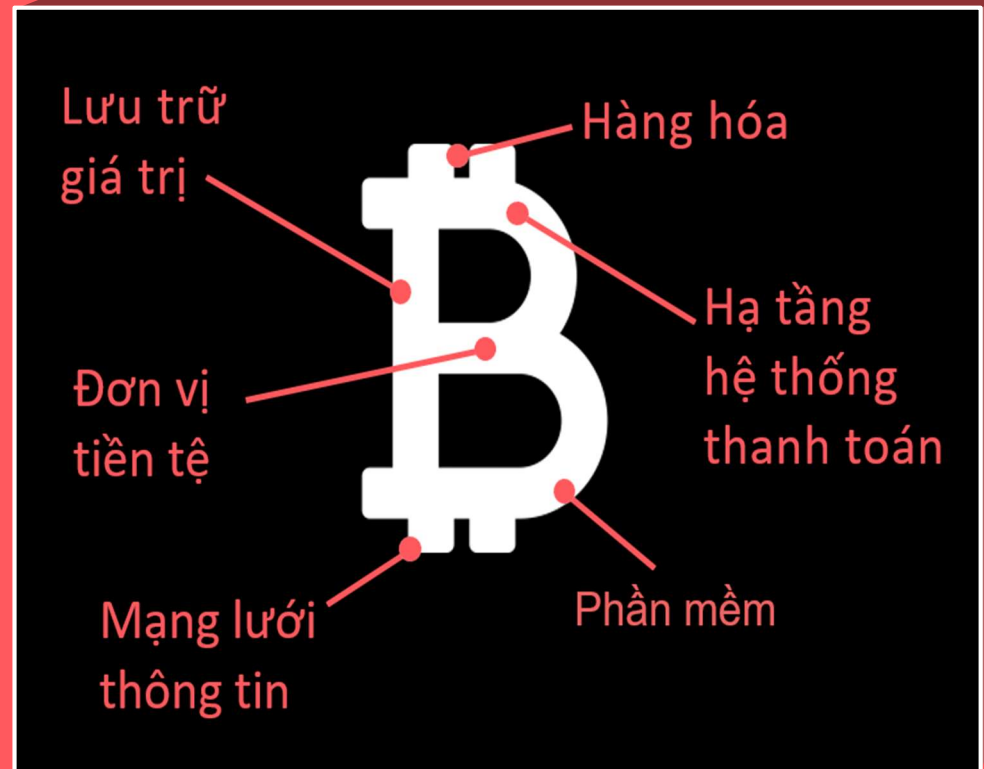 Lưu trữ
giá trị
Hàng hóa
Hạ tầng
hệ thống
thanh toán
Đơn vị
tiền tệ
Phần mềm
Mạng lưới
thông tin